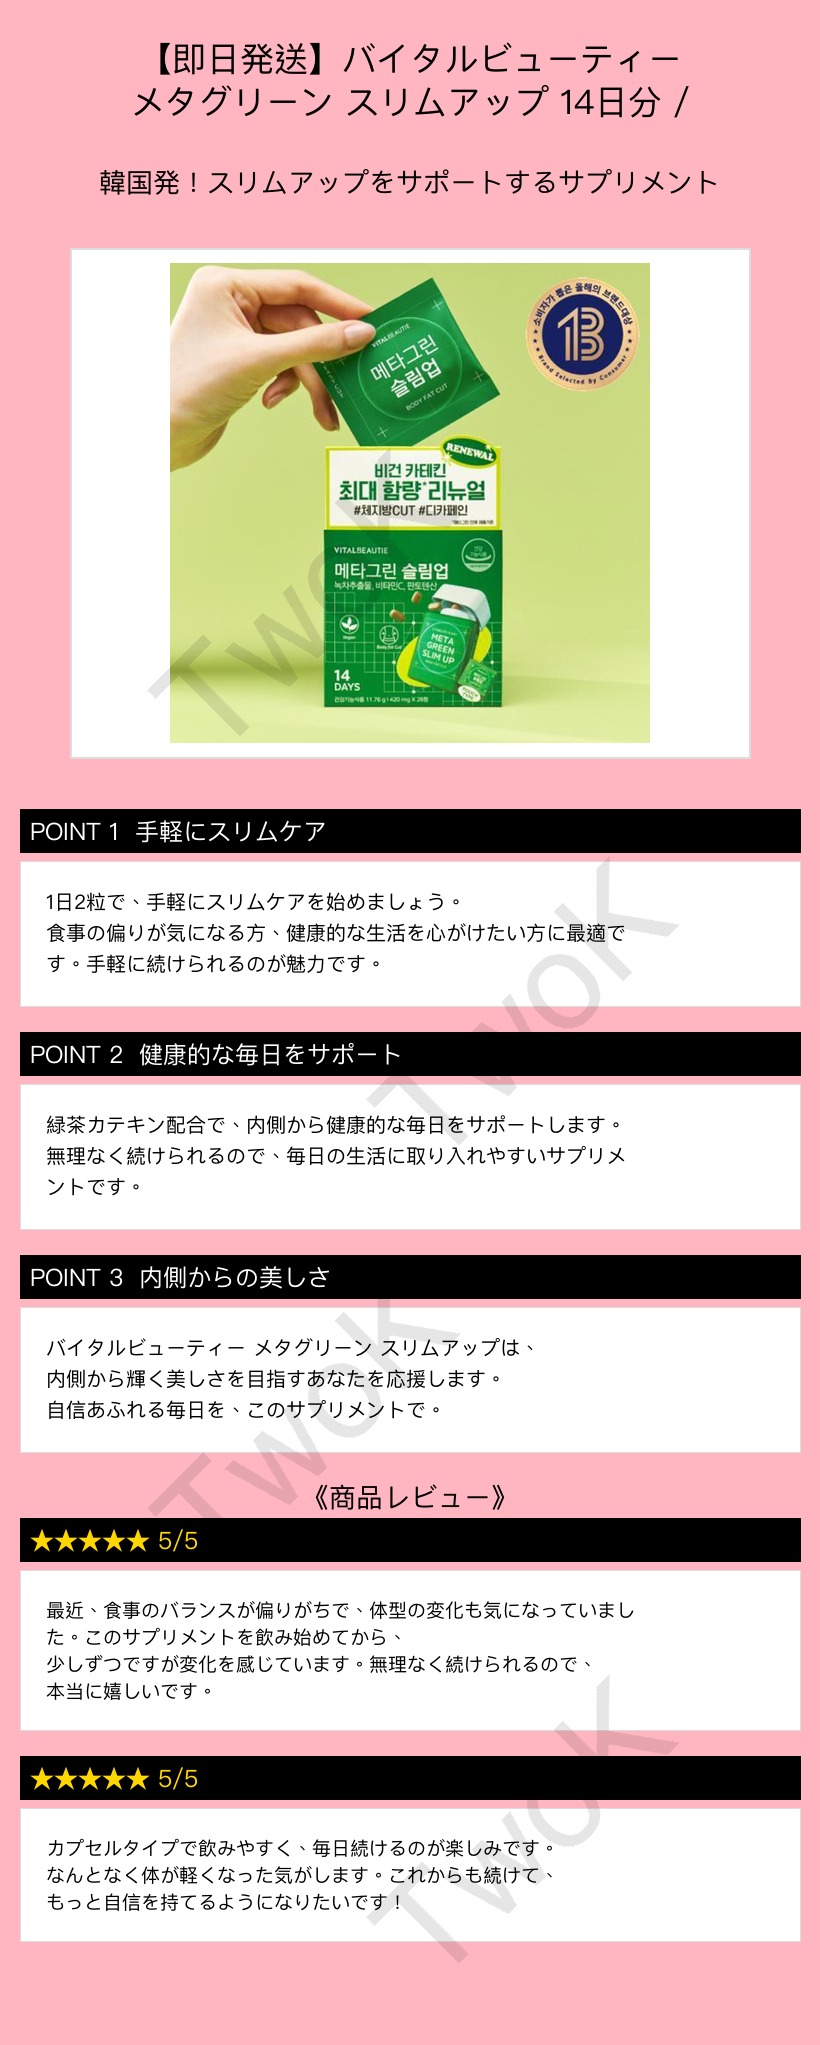 【即日発送】バイタルビューティー
メタグリーン スリムアップ 14日分 /
韓国発！スリムアップをサポートするサプリメント
소비자가 뽑은 올해의 브랜드대상
13
Brand Selected By Consumer
VITALBEAUTIE
메타그린
슬림업
BODY FAT CUT
RENEWAL
비건 카테킨
최대 함량*리뉴얼
#체지방CUT #디카페인
VITALBEAUTIE
건강
기능식품
메타그린 슬림업
녹차추출물, 비타민C, 판토텐산
Vegan
Body fat Cut
META
GREEN
SLIM UP
14
DAYS
건강기능식품 11.76 g I 420 mg X 28정
TwoK
POINT 1 手軽にスリムケア
1日2粒で、手軽にスリムケアを始めましょう。
食事の偏りが気になる方、健康的な生活を心がけたい方に最適で
す。手軽に続けられるのが魅力です。
TwoK
POINT 2 健康的な毎日をサポート
緑茶カテキン配合で、内側から健康的な毎日をサポートします。
無理なく続けられるので、毎日の生活に取り入れやすいサプリメ
ントです。
POINT 3 内側からの美しさ
バイタルビューティー メタグリーン スリムアップは、
内側から輝く美しさを目指すあなたを応援します。
自信あふれる毎日を、このサプリメントで。
TwoK
《商品レビュー》
★★★★★ 5/5
最近、食事のバランスが偏りがちで、体型の変化も気になっていまし
た。このサプリメントを飲み始めてから、
少しずつですが変化を感じています。無理なく続けられるので、
本当に嬉しいです。
★★★★★ 5/5
カプセルタイプで飲みやすく、毎日続けるのが楽しみです。
なんとなく体が軽くなった気がします。これからも続けて、
もっと自信を持てるようになりたいです！
TwoK